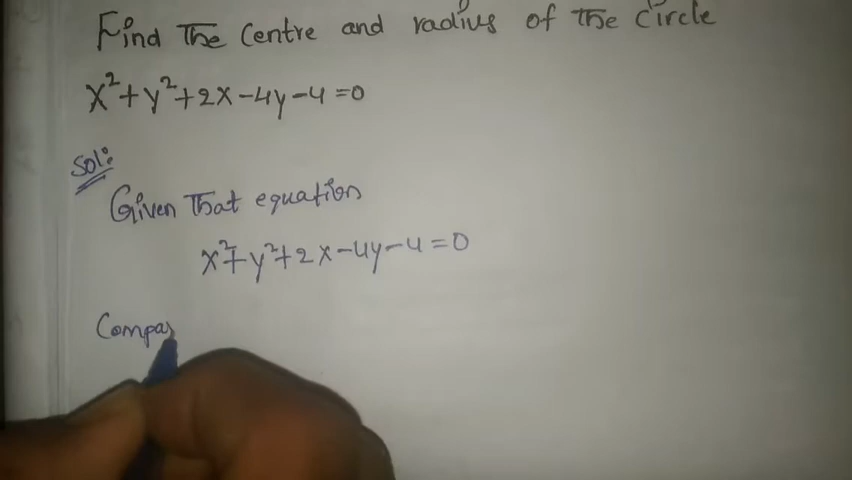 Find The Centre and radius of The Circle
x²+y²+2x-4y-4=0
Sol:
Given That equation
x²+y²+2x-4y-4=0
Compa